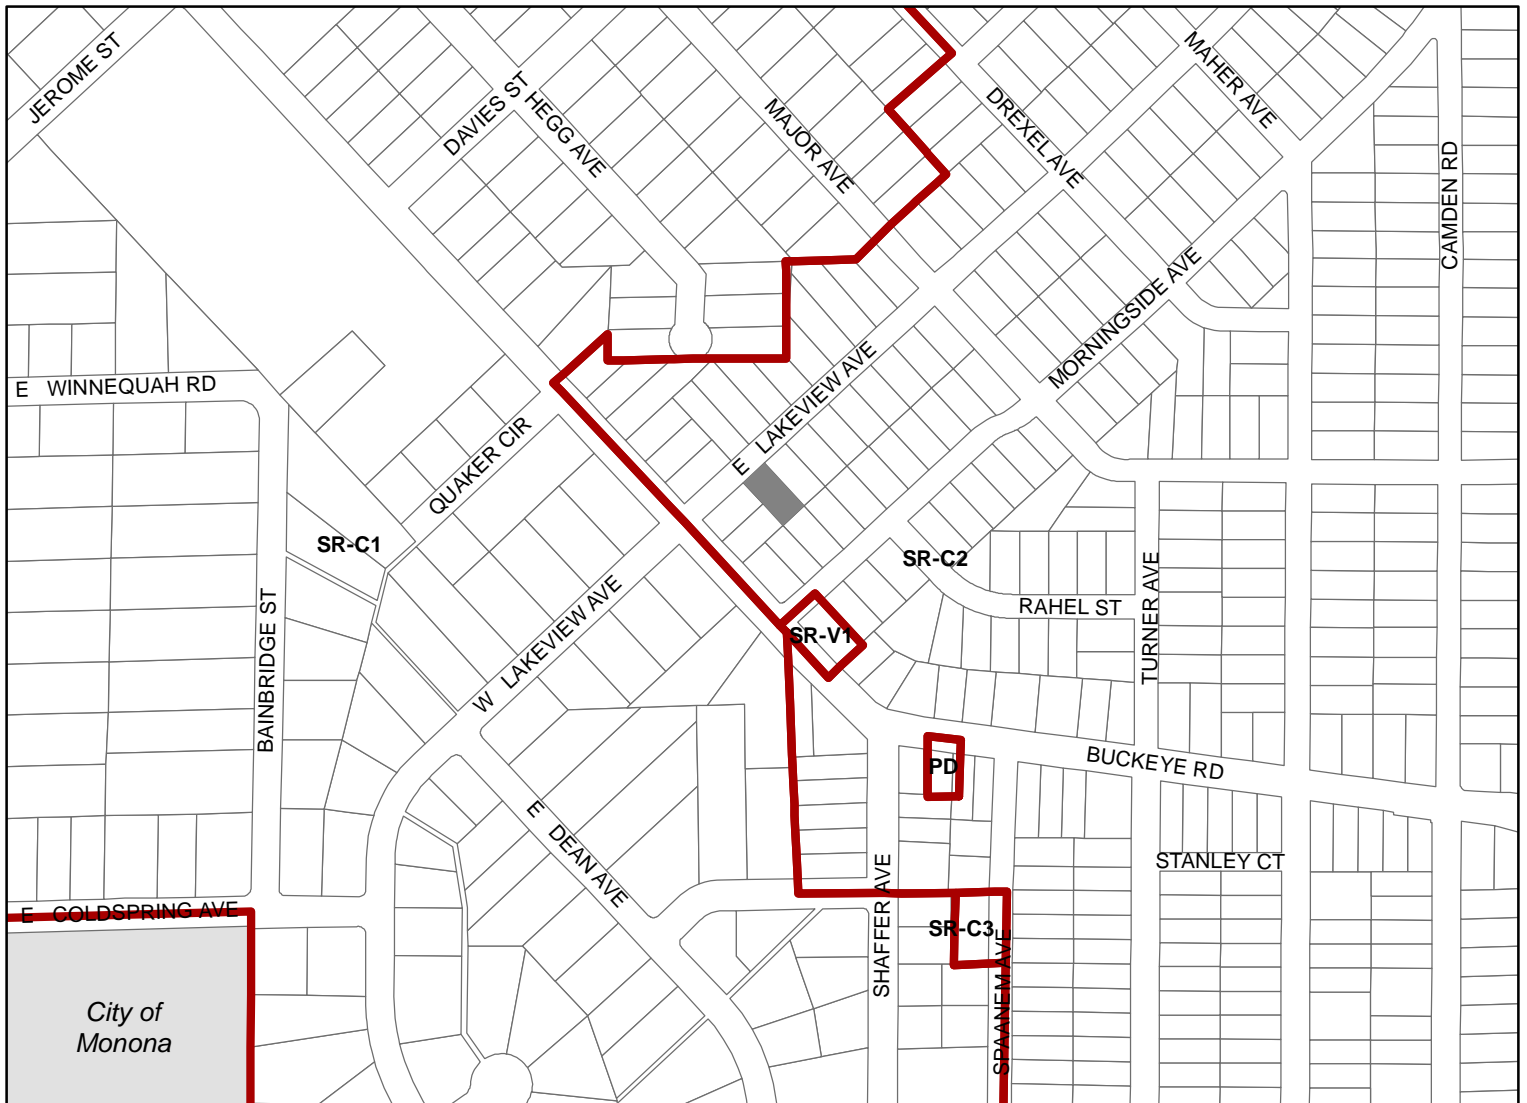 JEROME ST
DAVIES ST
HEGG AVE
MAJOR AVE
DREXEL AVE
MAHER AVE
CAMDEN RD
MORNINGSIDE AVE
E WINNEQUAH RD
E LAKEVIEW AVE
QUAKER CIR
SR-C1
SR-C2
RAHEL ST
TURNER AVE
BAINBRIDGE ST
W LAKEVIEW AVE
SR-V1
BUCKEYE RD
PD
E DEAN AVE
STANLEY CT
SHAFFER AVE
E COLDSPRING AVE
SR-C3
SPAANEM AVE
City of
Monona